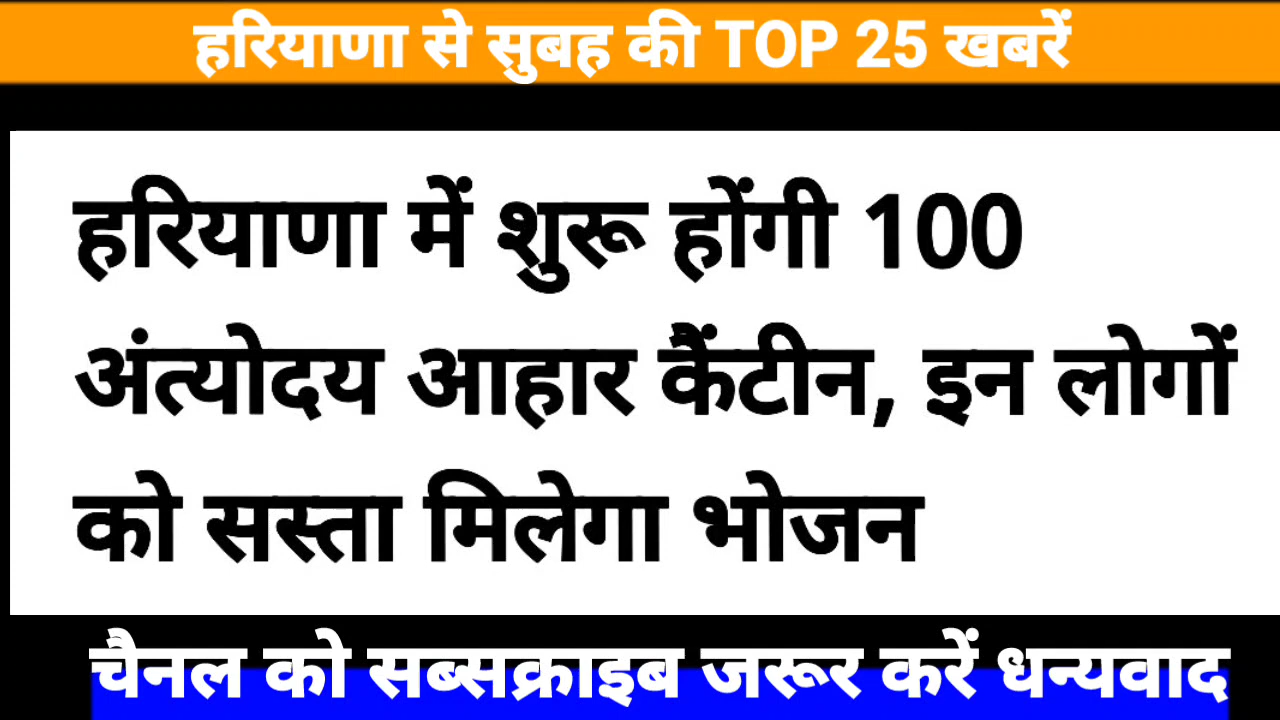 हरियाणा से सुबह की TOP 25 खबरें
हरियाणा में शुरू होंगी 100
अंत्योदय आहार कैंटीन, इन लोगों
को सस्ता मिलेगा भोजन
चैनल को सब्सक्राइब जरूर करें धन्यवाद